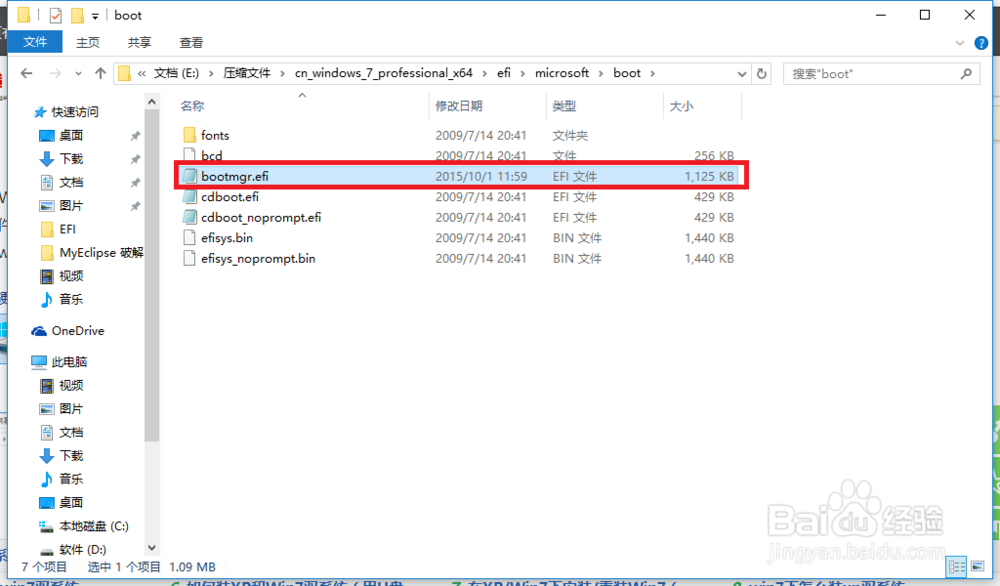 boot
文件 主页 共享 查看
« 文档 (E:) › 压缩文件 › cn_windows_7_professional_x64 › efi › microsoft › boot ›
搜索"boot"
名称 修改日期 类型 大小
快速访问
桌面
下载
文档
图片
EFI
MyEclipse 破解
视频
音乐
OneDrive
此电脑
视频
图片
文档
下载
音乐
桌面
本地磁盘 (C:)
软件 (D:)
fonts 2009/7/14 20:41 文件夹
bcd 2009/7/14 20:41 文件 256 KB
bootmgr.efi 2015/10/1 11:59 EFI 文件 1,125 KB
cdboot.efi 2009/7/14 20:41 EFI 文件 429 KB
cdboot_noprompt.efi 2009/7/14 20:41 EFI 文件 429 KB
efisys.bin 2009/7/14 20:41 BIN 文件 1,440 KB
efisys_noprompt.bin 2009/7/14 20:41 BIN 文件 1,440 KB
Baidu 经验
jingyan.baidu.com
7 个项目 选中 1 个项目 1.09 MB